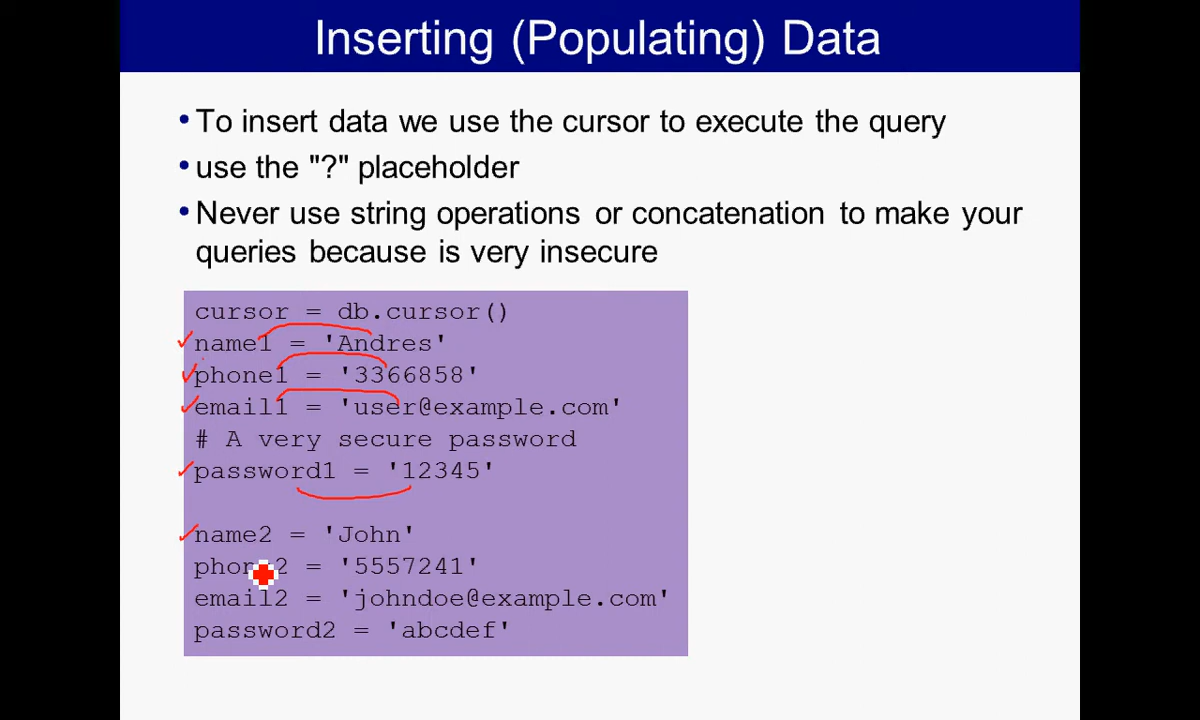 Inserting (Populating) Data
• To insert data we use the cursor to execute the query
• use the "?" placeholder
• Never use string operations or concatenation to make your
queries because is very insecure
cursor = db.cursor()
name1 = 'Andres'
phone1 = '3366858'
email1 = 'user@example.com'
# A very secure password
password1 = '12345'
name2 = 'John'
phone2 = '5557241'
email2 = 'johndoe@example.com'
password2 = 'abcdef'